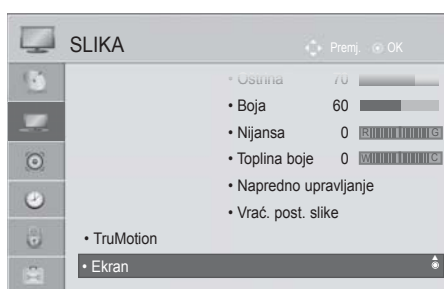 SLIKA
Premj. OK
• Oštrina 70
• Boja 60
• Nijansa 0 R G
• Toplina boje 0 W C
• Napredno upravljanje
• Vrać. post. slike
• TruMotion
• Ekran